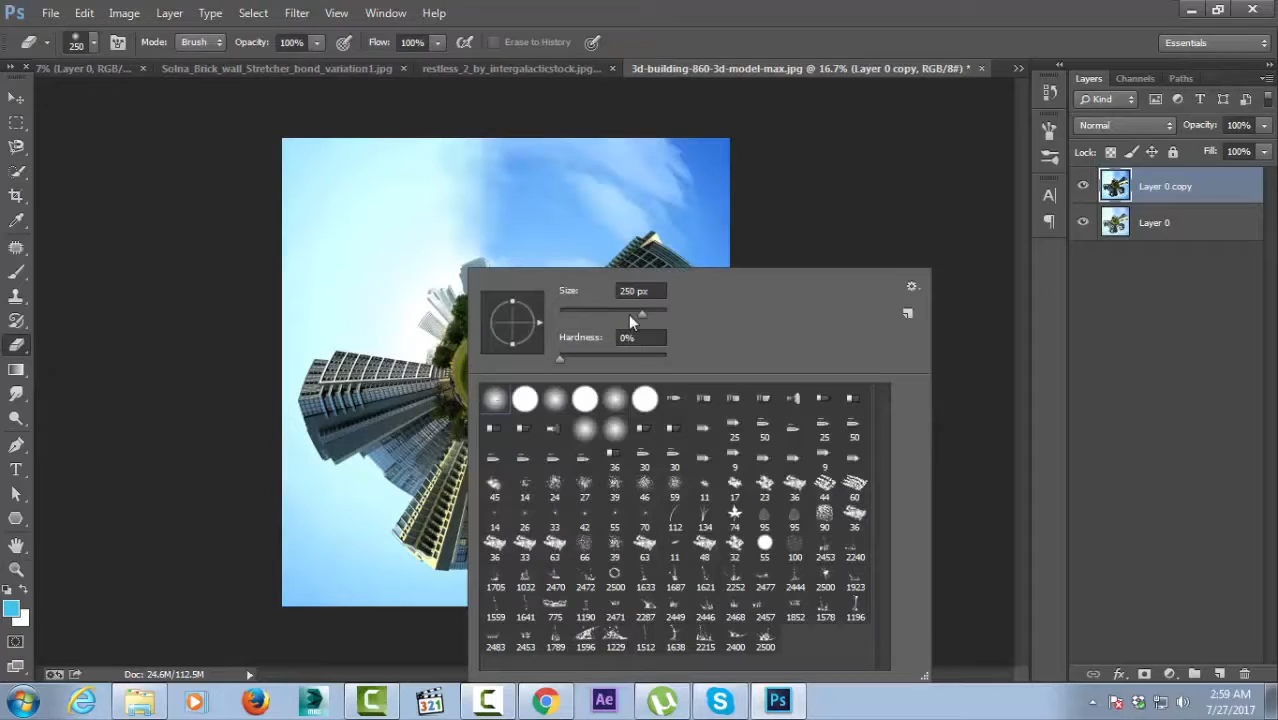 Ps File Edit Image Layer Type Select Filter View Window Help
250 Mode: Brush Opacity: 100% Flow: 100% Erase to History Essentials
7% (Layer 0, RGB/... × Solna_Brick_wall_Stretcher_bond_variation1.jpg × restless_2_by_intergalacticstock.jpg... × 3d-building-860-3d-model-max.jpg @ 16.7% (Layer 0 copy, RGB/8#) * ×
Layers Channels Paths
Kind
Normal Opacity: 100%
Lock: Fill: 100%
Layer 0 copy
Layer 0
Size: 250 px
Hardness: 0%
25 50 25 50
36 30 30 9 9
45 14 24 27 39 46 59 11 17 23 36 44 60
14 26 33 42 55 70 112 134 74 95 95 90 36
36 33 63 66 39 63 11 48 32 55 100 2453 2240
1705 1032 2470 2472 2500 1633 1687 1621 2252 2477 2444 2500 1923
1559 1641 775 1190 2471 2287 2449 2446 2468 2457 1852 1578 1196
2483 2453 1789 1596 1229 1512 1638 2215 2400 2500
Doc: 24.6M/112.5M
MAX 321 Ae Ps
2:59 AM
7/27/2017